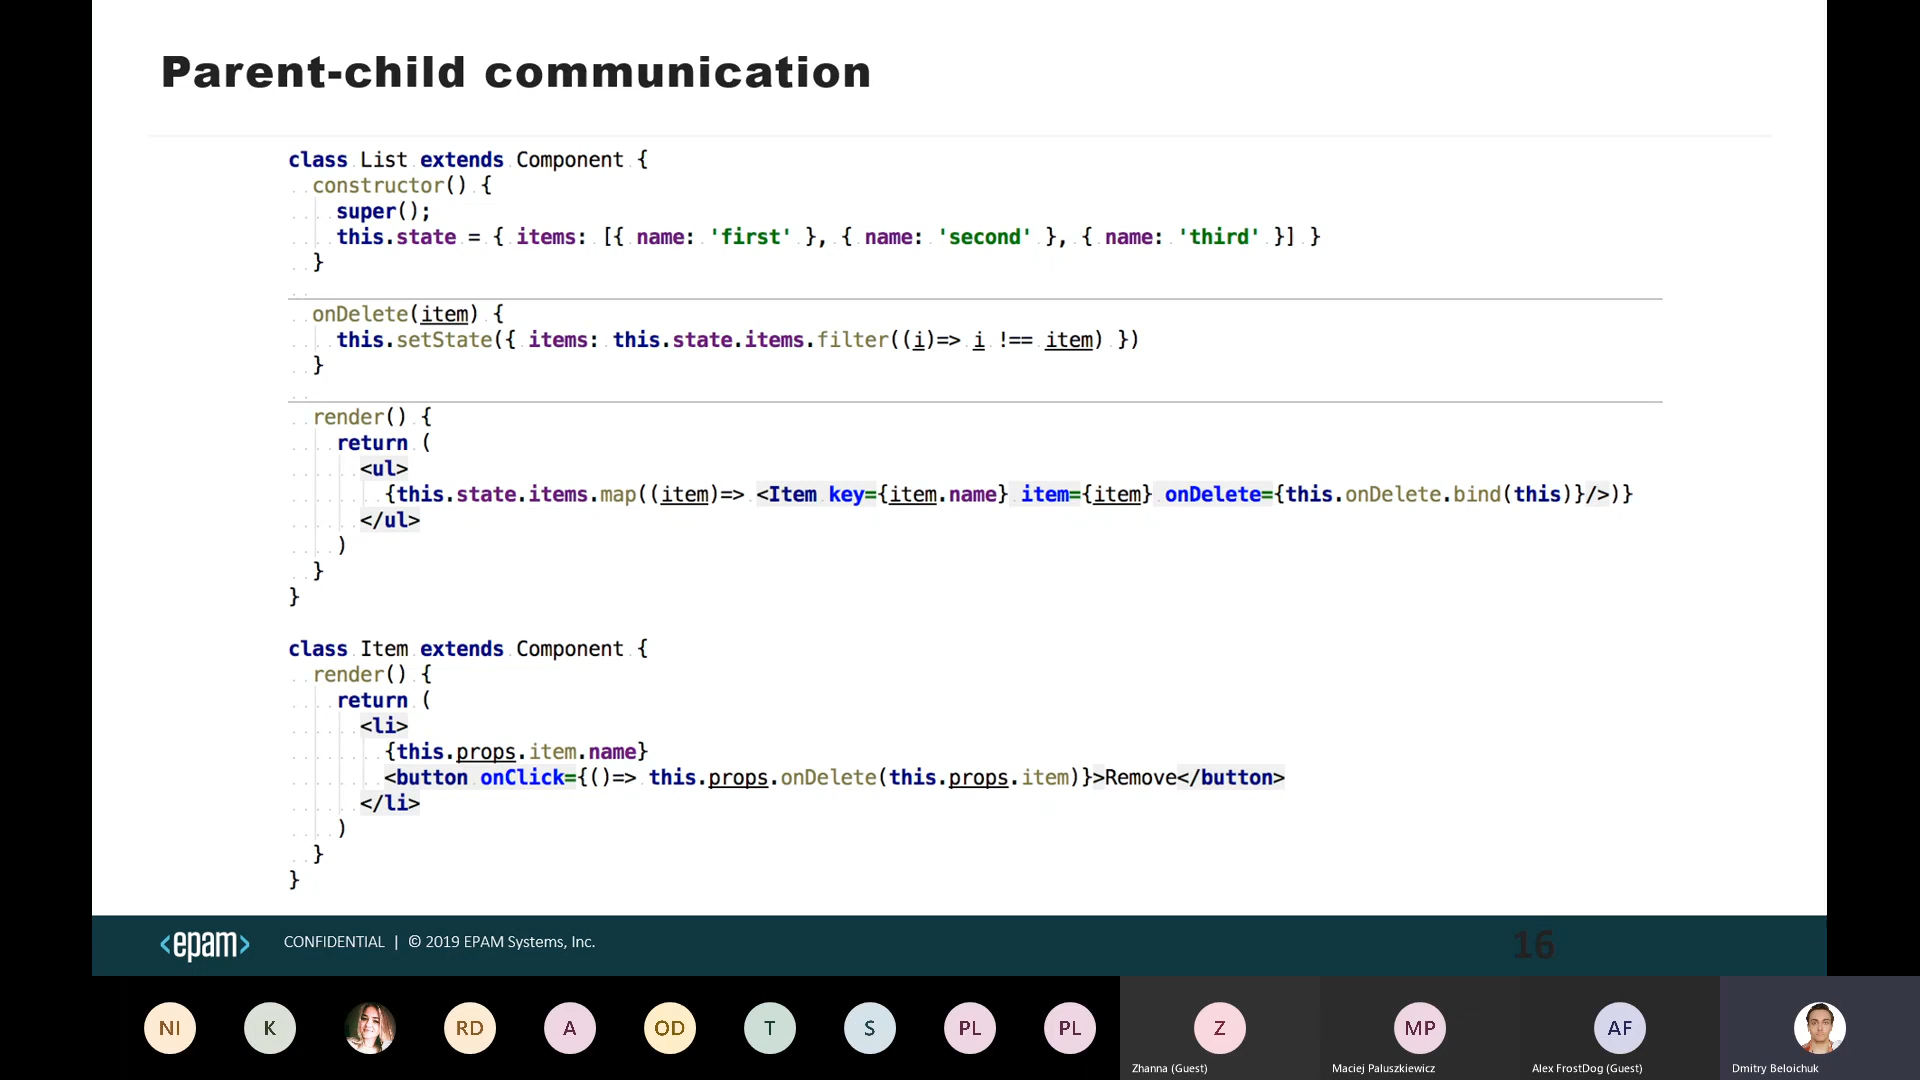 Parent-child communication
class List extends Component {
constructor() {
super();
this.state = { items: [{ name: 'first' }, { name: 'second' }, { name: 'third' }] }
}
onDelete(item) {
this.setState({ items: this.state.items.filter((i)=> i !== item) })
}
render() {
return (
<ul>
{this.state.items.map((item)=> <Item key={item.name} item={item} onDelete={this.onDelete.bind(this)}/>)}
</ul>
)
}
}
class Item extends Component {
render() {
return (
<li>
{this.props.item.name}
<button onClick={()=> this.props.onDelete(this.props.item)}>Remove</button>
</li>
)
}
}
<epam> CONFIDENTIAL | © 2019 EPAM Systems, Inc. 16
NI K RD A OD T S PL PL Z MP AF
Zhanna (Guest) Maciej Paluszkiewicz Alex FrostDog (Guest) Dmitry Beloichuk